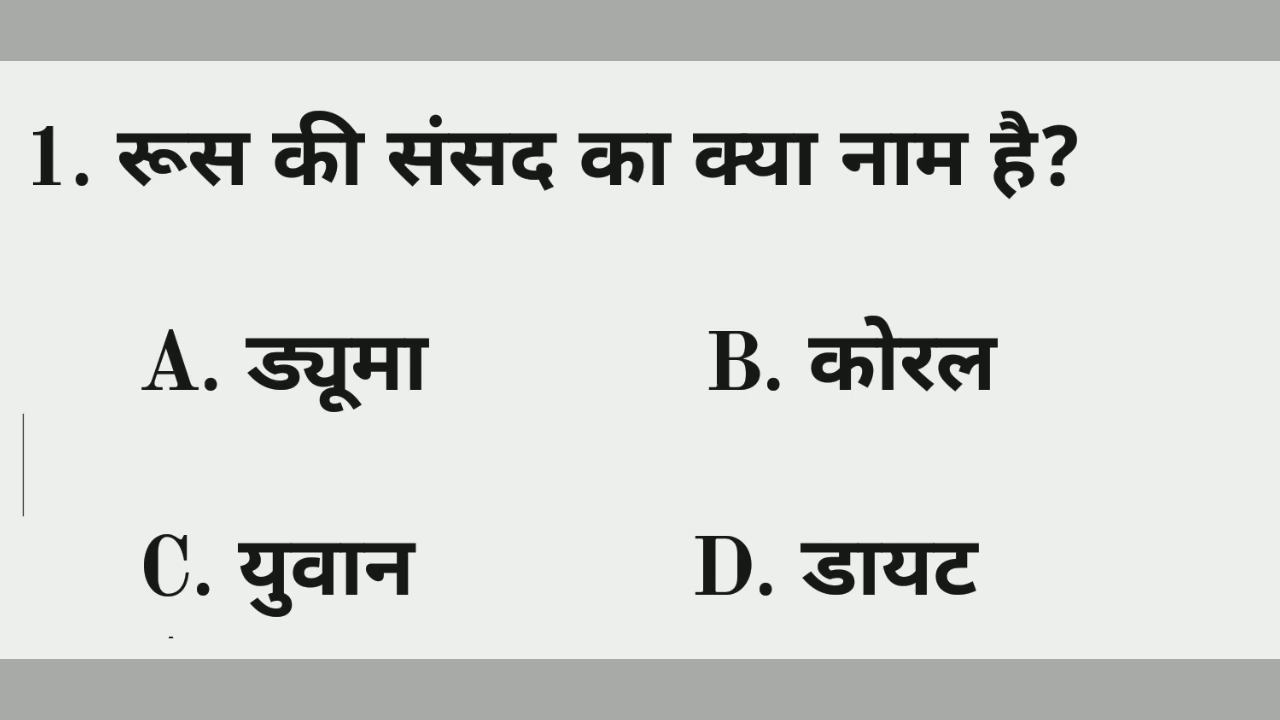 1. रूस की संसद का क्या नाम है?
A. ड्यूमा B. कोरल
C. युवान D. डायट